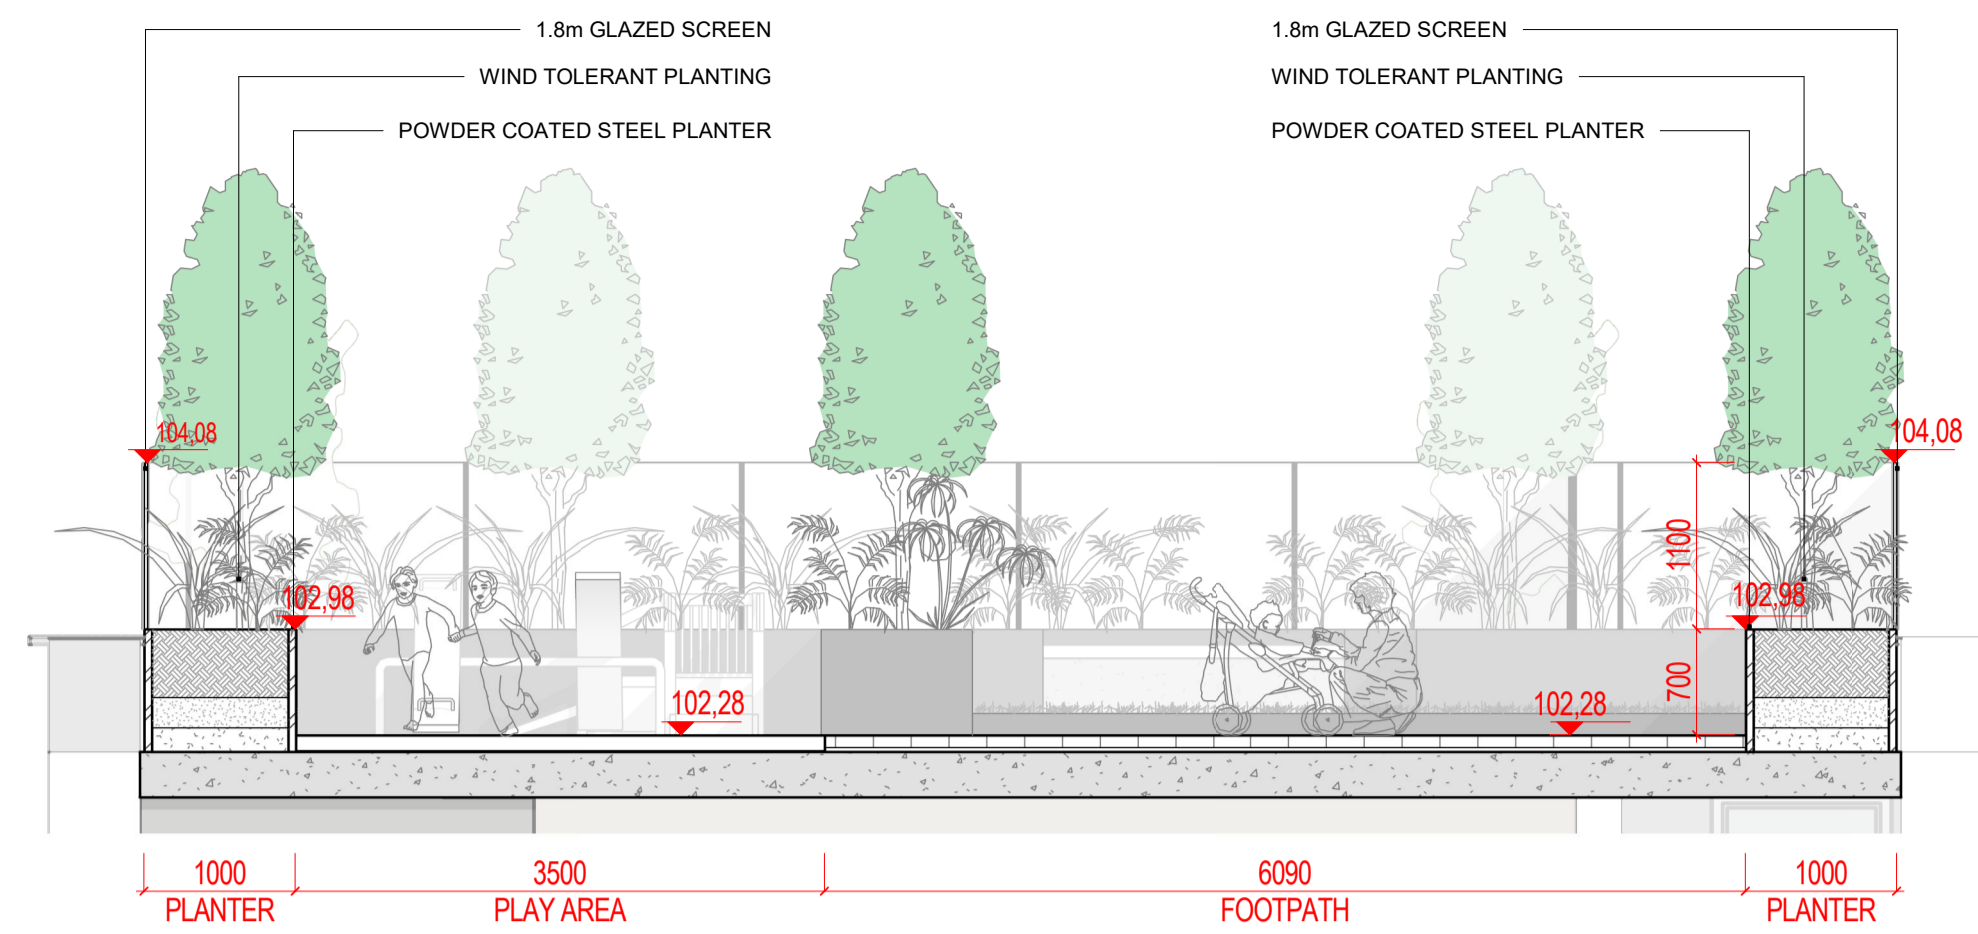 1.8m GLAZED SCREEN
1.8m GLAZED SCREEN
WIND TOLERANT PLANTING
WIND TOLERANT PLANTING
POWDER COATED STEEL PLANTER
POWDER COATED STEEL PLANTER
104,08
104,08
1100
102,98
102,98
700
102,28
102,28
1000
3500
6090
1000
PLANTER
PLAY AREA
FOOTPATH
PLANTER